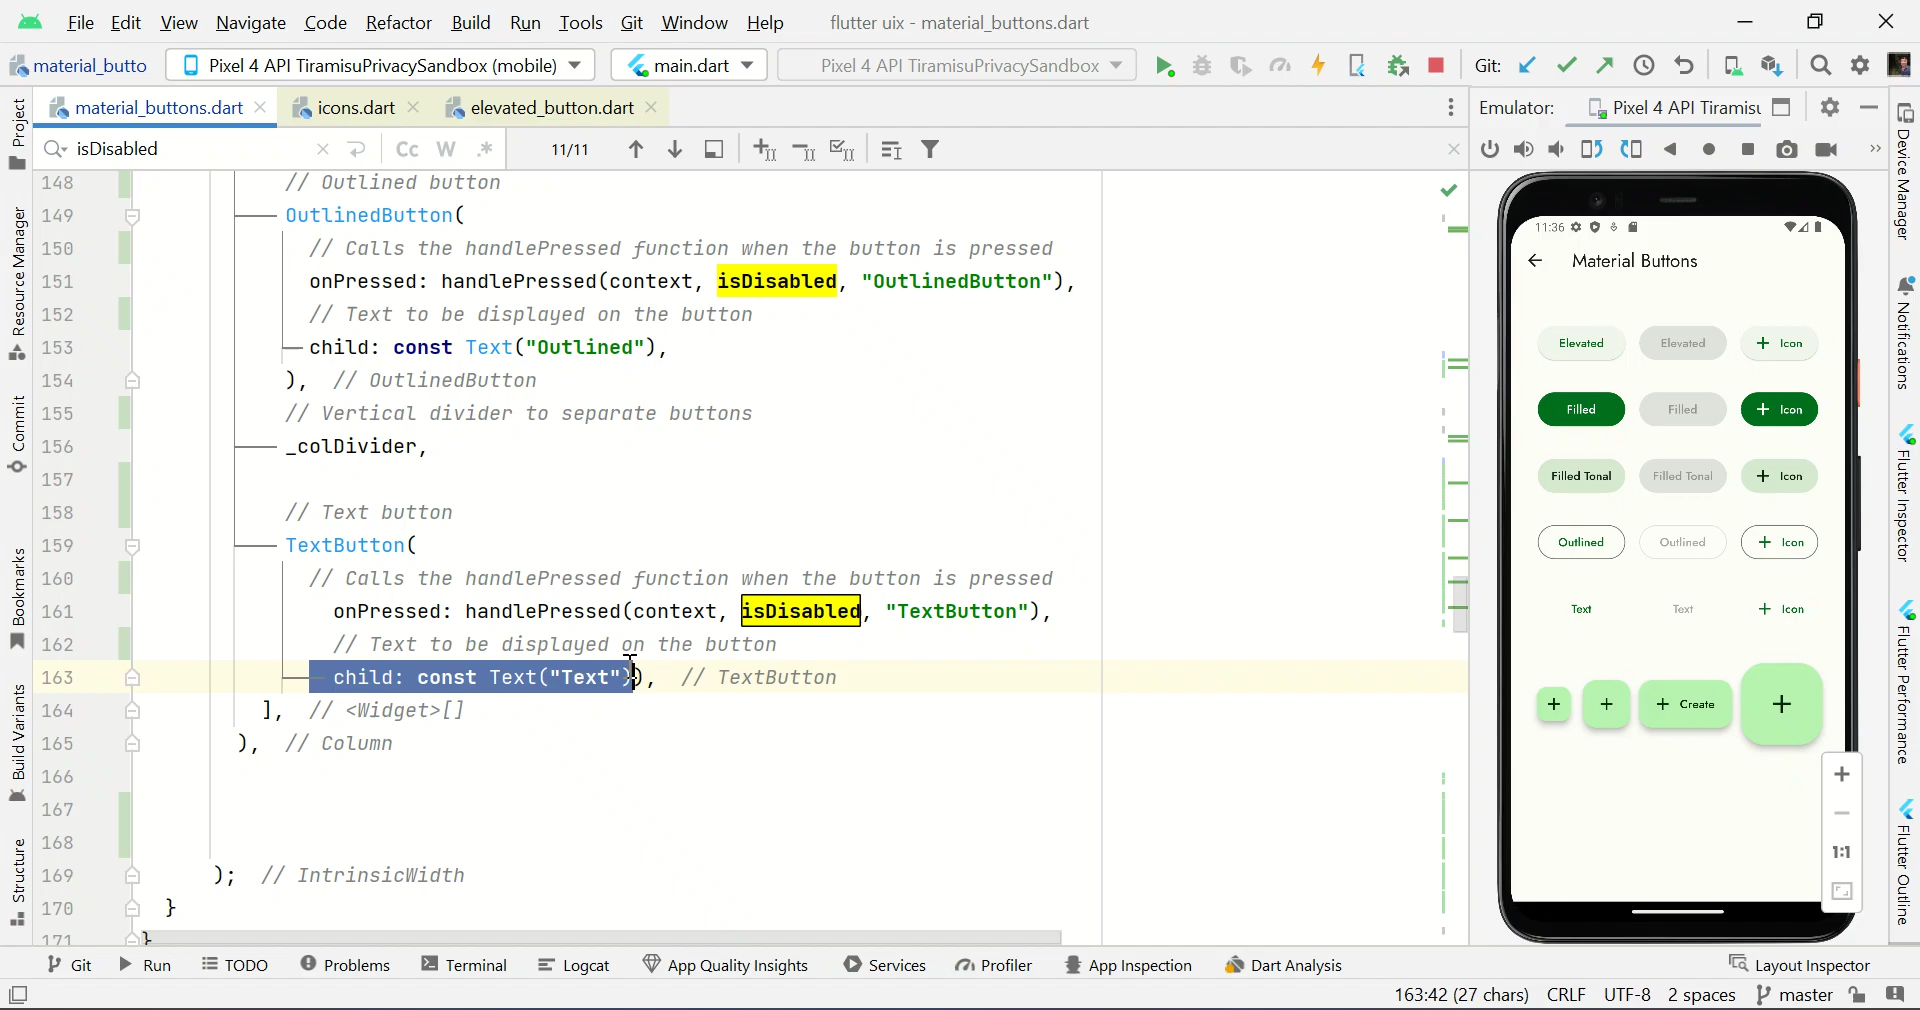 File Edit View Navigate Code Refactor Build Run Tools Git Window Help flutter uix - material_buttons.dart
material_butto Pixel 4 API TiramisuPrivacySandbox (mobile) main.dart Pixel 4 API TiramisuPrivacySandbox Git:
material_buttons.dart icons.dart elevated_button.dart Emulator: Pixel 4 API Tiramisu
isDisabled Cc W .* 11/11
148 // Outlined button
149 OutlinedButton(
150 // Calls the handlePressed function when the button is pressed
151 onPressed: handlePressed(context, isDisabled, "OutlinedButton"),
152 // Text to be displayed on the button
153 child: const Text("Outlined"),
154 ), // OutlinedButton
155 // Vertical divider to separate buttons
156 _colDivider,
157
158 // Text button
159 TextButton(
160 // Calls the handlePressed function when the button is pressed
161 onPressed: handlePressed(context, isDisabled, "TextButton"),
162 // Text to be displayed on the button
163 child: const Text("Text")), // TextButton
164 ], // <Widget>[]
165 ), // Column
166
167
168
169 ); // IntrinsicWidth
170 }
171 }
Project
Resource Manager
Commit
Bookmarks
Build Variants
Structure
11:36
Material Buttons
Elevated Elevated + Icon
Filled Filled + Icon
Filled Tonal Filled Tonal + Icon
Outlined Outlined + Icon
Text Text + Icon
+ + + Create +
1:1
Device Manager
Notifications
Flutter Inspector
Flutter Performance
Flutter Outline
Git Run TODO Problems Terminal Logcat App Quality Insights Services Profiler App Inspection Dart Analysis Layout Inspector
163:42 (27 chars) CRLF UTF-8 2 spaces master